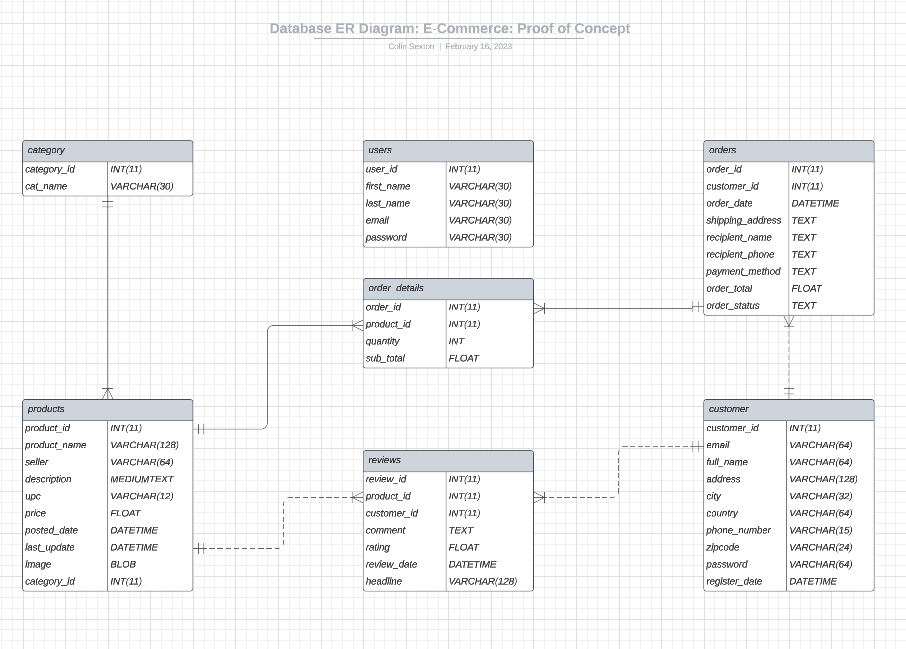 Database ER Diagram: E-Commerce: Proof of Concept
Colin Sexton | February 16, 2023
category
category_id INT(11)
cat_name VARCHAR(30)
users
user_id INT(11)
first_name VARCHAR(30)
last_name VARCHAR(30)
email VARCHAR(30)
password VARCHAR(30)
orders
order_id INT(11)
customer_id INT(11)
order_date DATETIME
shipping_address TEXT
recipient_name TEXT
recipient_phone TEXT
payment_method TEXT
order_total FLOAT
order_status TEXT
order_details
order_id INT(11)
product_id INT(11)
quantity INT
sub_total FLOAT
products
product_id INT(11)
product_name VARCHAR(128)
seller VARCHAR(64)
description MEDIUMTEXT
upc VARCHAR(12)
price FLOAT
posted_date DATETIME
last_update DATETIME
image BLOB
category_id INT(11)
reviews
review_id INT(11)
product_id INT(11)
customer_id INT(11)
comment TEXT
rating FLOAT
review_date DATETIME
headline VARCHAR(128)
customer
customer_id INT(11)
email VARCHAR(64)
full_name VARCHAR(64)
address VARCHAR(128)
city VARCHAR(32)
country VARCHAR(64)
phone_number VARCHAR(15)
zipcode VARCHAR(24)
password VARCHAR(64)
register_date DATETIME